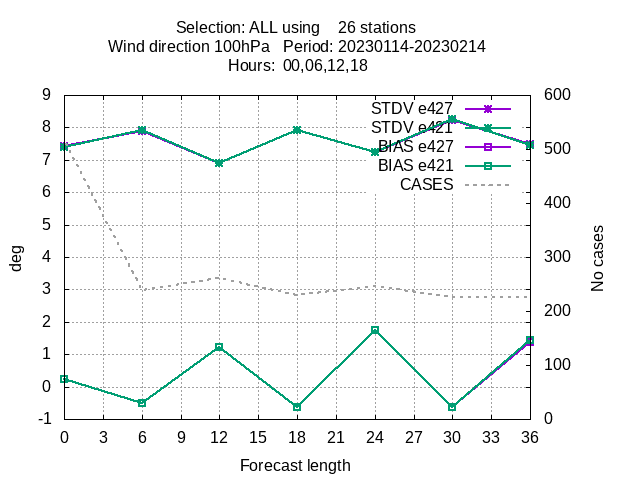 Selection: ALL using    26 stations
Wind direction 100hPa   Period: 20230114-20230214
Hours:  00,06,12,18
STDV e427
STDV e421
BIAS e427
BIAS e421
CASES
9
8
7
6
5
4
3
2
1
0
-1
deg
600
500
400
300
200
100
0
No cases
0 3 6 9 12 15 18 21 24 27 30 33 36
Forecast length